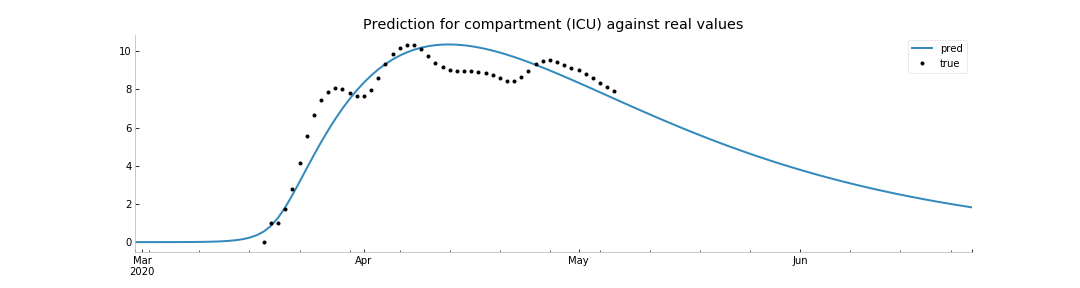 Prediction for compartment (ICU) against real values
10
8
6
4
2
0
pred
true
Mar
2020
Apr
May
Jun